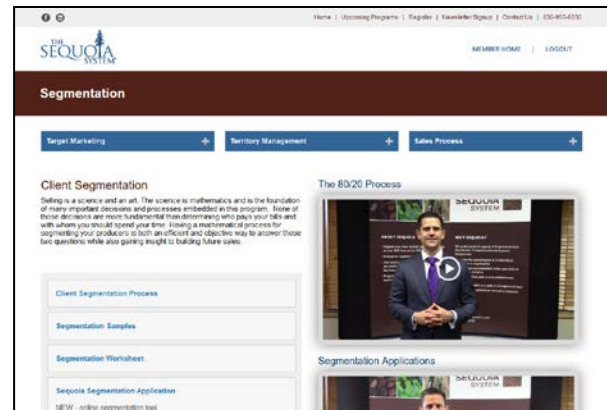 Home | Upcoming Programs | Register | Newsletter Signup | Contact Us |
THE
SEQUOIA
SYSTEM
MEMBER HOME | LOGOUT
Segmentation
Target Marketing +
Territory Management +
Sales Process +
Client Segmentation
Selling is a science and an art. The science is mathematics and is the foundation
of many important decisions and processes embedded in this program. None of
those decisions are more fundamental than determining who pays your bills and
with whom you should spend your time. Having a mathematical process for
segmenting your producers is both an efficient and objective way to answer those
two questions while also gaining insight to building future sales.
Client Segmentation Process
Segmentation Samples
Segmentation Worksheet
Sequoia Segmentation Application
NEW - online segmentation tool
The 80/20 Process
SEQUOIA
SYSTEM
Segmentation Applications
SEQUOIA
SYSTEM